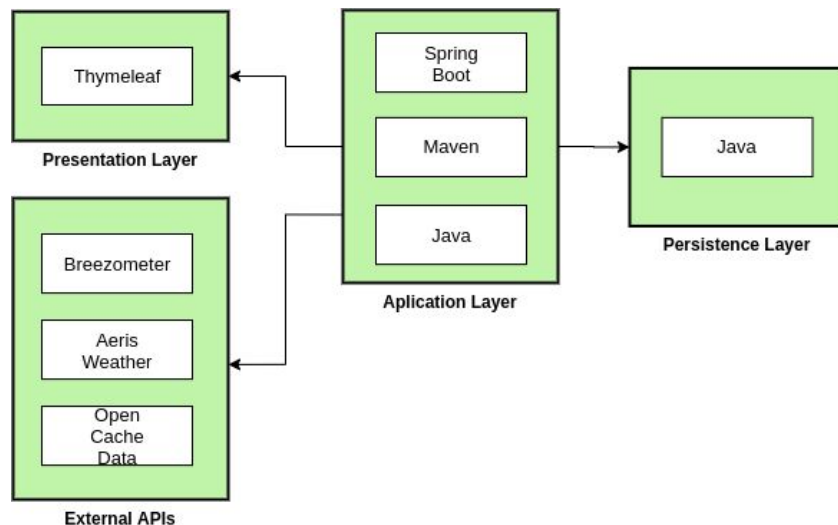 Thymeleaf
Presentation Layer
Breezometer
Aeris
Weather
Open
Cache
Data
External APIs
Spring
Boot
Maven
Java
Aplication Layer
Java
Persistence Layer